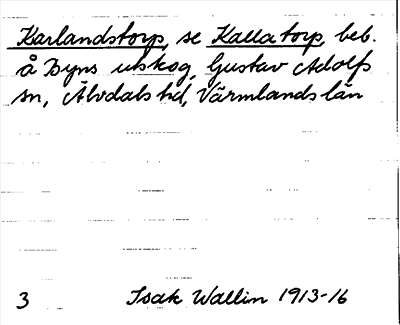 Karlandstorp, se Kallatorp, beb.
å Byns utskog, Gustav Adolfs
sn, Älvdals hd, Värmlands län
3 Isak Wallin 1913-16